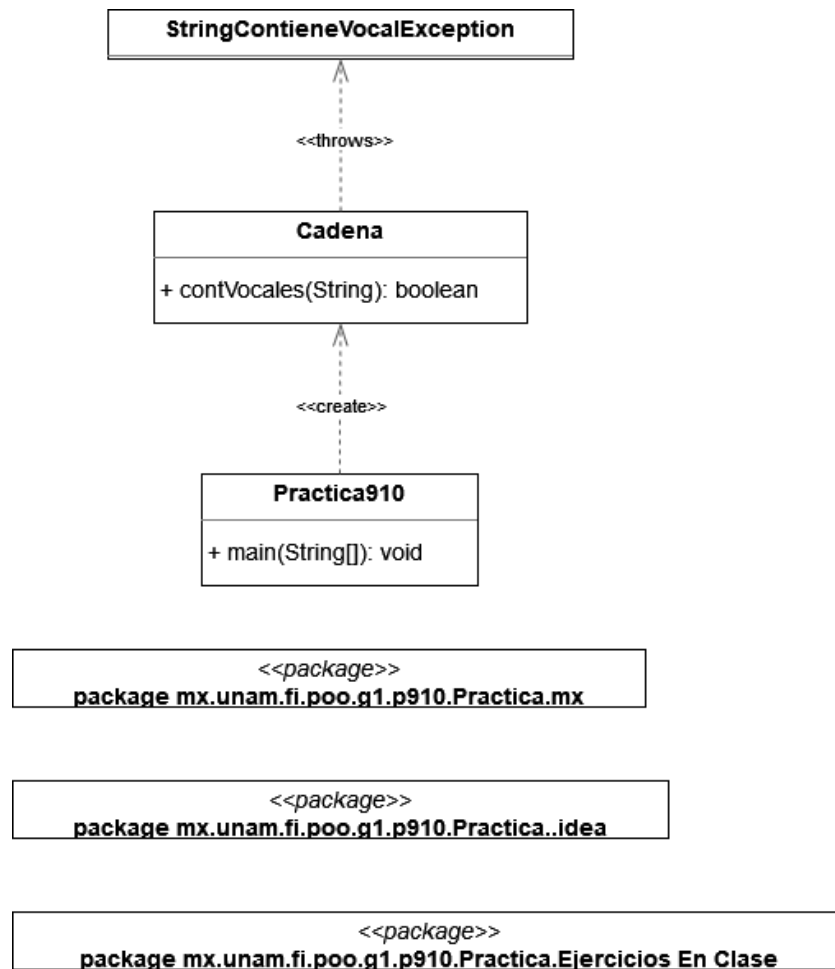 StringContieneVocalException
<<throws>>
Cadena
+ contVocales(String): boolean
<<create>>
Practica910
+ main(String[]): void
<<package>>
package mx.unam.fi.poo.g1.p910.Practica.mx
<<package>>
package mx.unam.fi.poo.g1.p910.Practica..idea
<<package>>
package mx.unam.fi.poo.g1.p910.Practica.Ejercicios En Clase